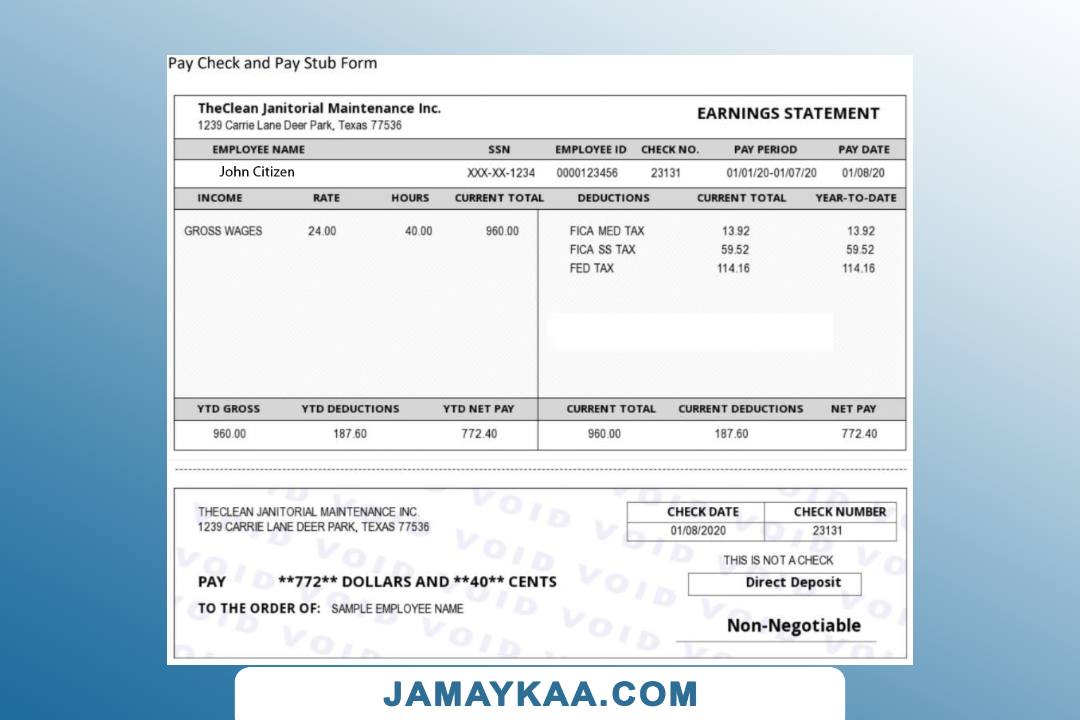 Pay Check and Pay Stub Form
TheClean Janitorial Maintenance Inc.
1239 Carrie Lane Deer Park, Texas 77536
EARNINGS STATEMENT
EMPLOYEE NAME SSN EMPLOYEE ID CHECK NO. PAY PERIOD PAY DATE
John Citizen XXX-XX-1234 0000123456 23131 01/01/20-01/07/20 01/08/20
INCOME RATE HOURS CURRENT TOTAL DEDUCTIONS CURRENT TOTAL YEAR-TO-DATE
GROSS WAGES 24.00 40.00 960.00 FICA MED TAX 13.92 13.92
FICA SS TAX 59.52 59.52
FED TAX 114.16 114.16
YTD GROSS YTD DEDUCTIONS YTD NET PAY CURRENT TOTAL CURRENT DEDUCTIONS NET PAY
960.00 187.60 772.40 960.00 187.60 772.40
THECLEAN JANITORIAL MAINTENANCE INC.
1239 CARRIE LANE DEER PARK, TEXAS 77536
CHECK DATE CHECK NUMBER
01/08/2020 23131
THIS IS NOT A CHECK
PAY **772** DOLLARS AND **40** CENTS
Direct Deposit
TO THE ORDER OF: SAMPLE EMPLOYEE NAME
Non-Negotiable
VOID VOID VOID VOID
JAMAYKAA.COM